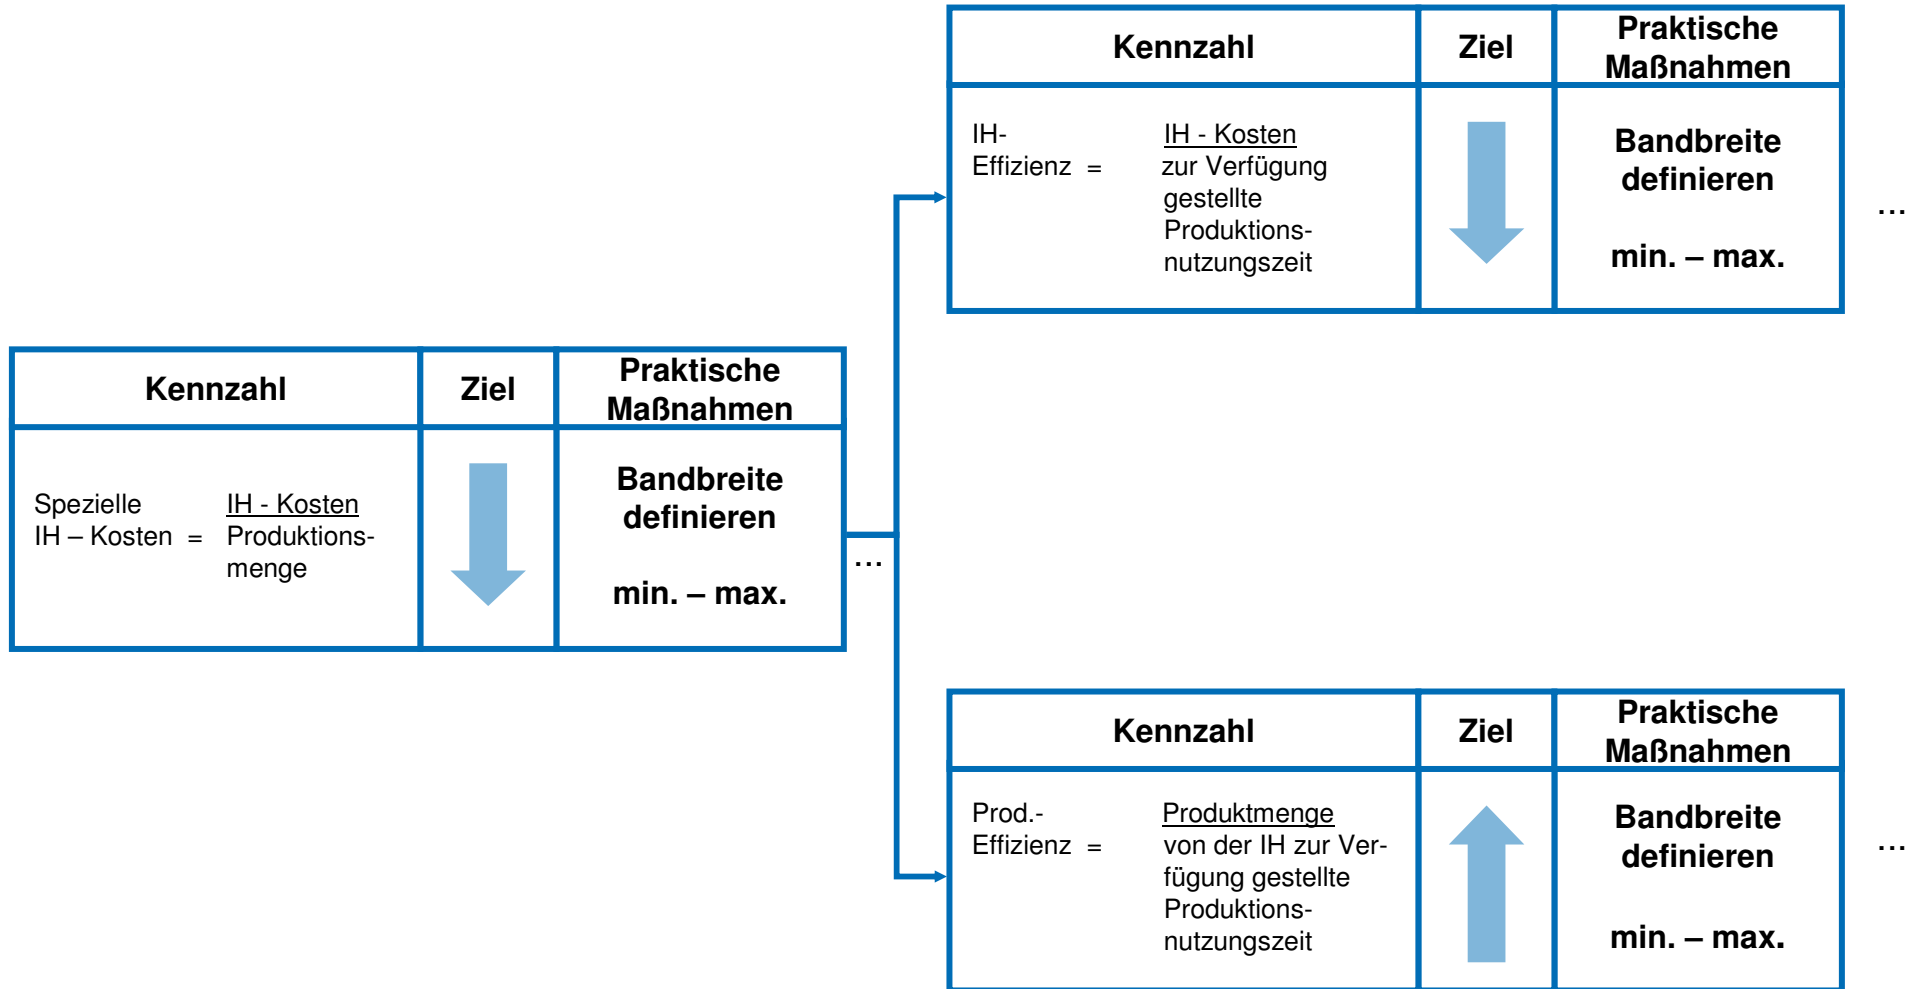 Kennzahl
Ziel
Praktische
Maßnahmen
IH-
Effizienz =
IH - Kosten
zur Verfügung
gestellte
Produktions-
nutzungszeit
Bandbreite
definieren
min. – max.
...
Kennzahl
Ziel
Praktische
Maßnahmen
Spezielle
IH – Kosten =
IH - Kosten
Produktions-
menge
Bandbreite
definieren
min. – max.
...
Kennzahl
Ziel
Praktische
Maßnahmen
Prod.-
Effizienz =
Produktmenge
von der IH zur Ver-
fügung gestellte
Produktions-
nutzungszeit
Bandbreite
definieren
min. – max.
...